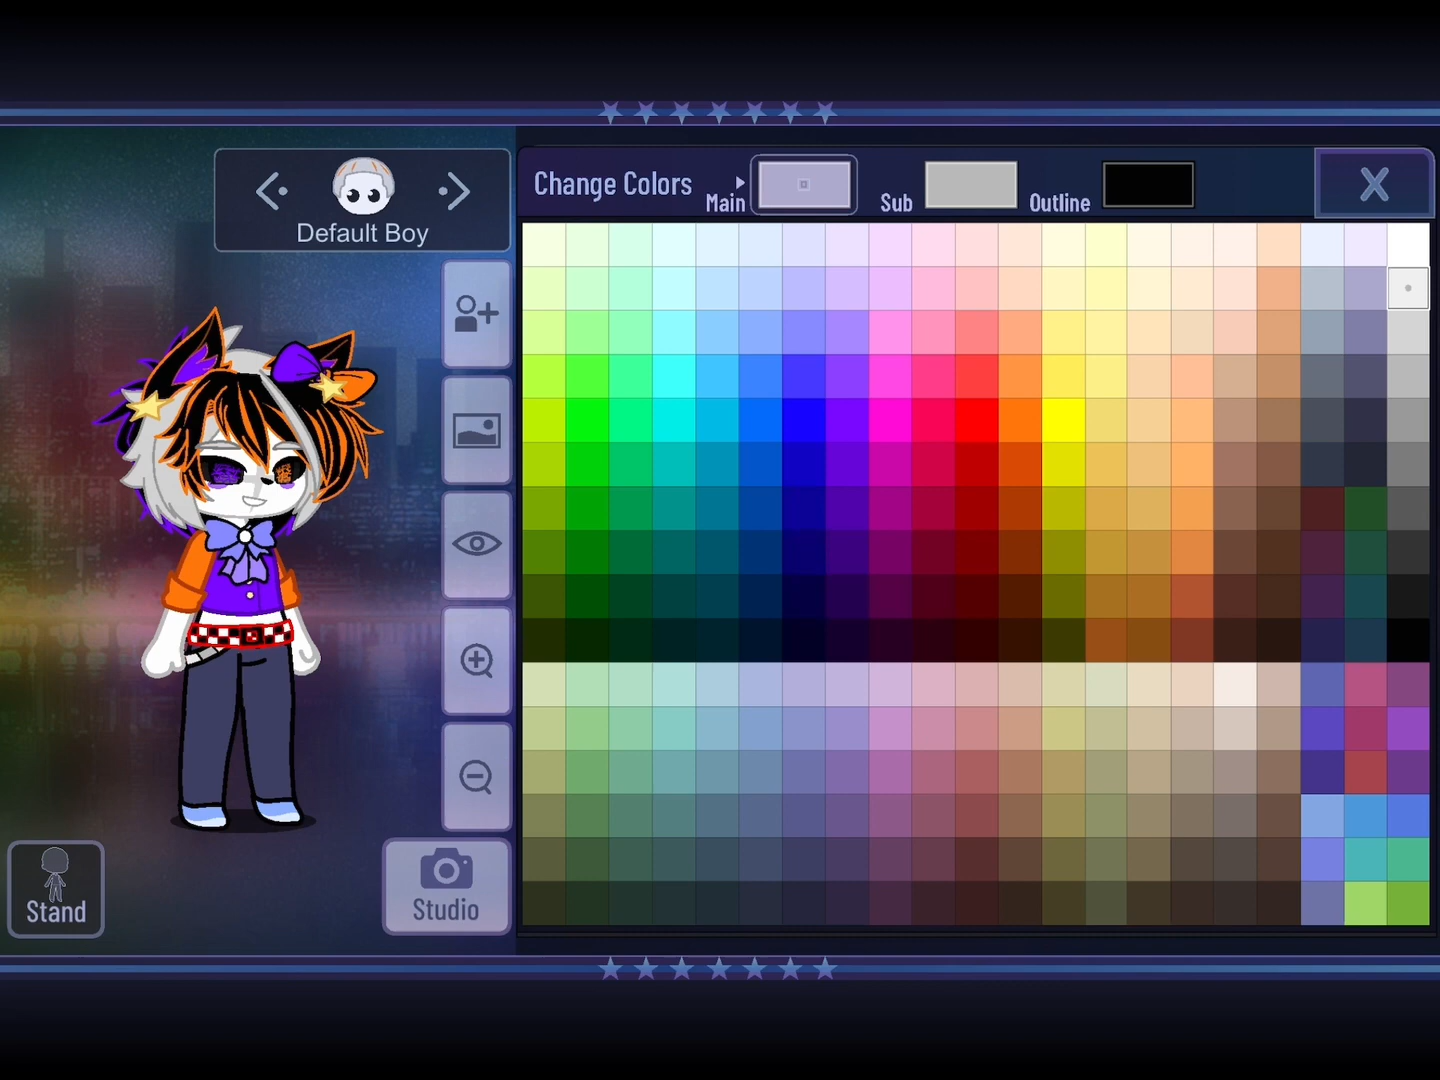 Default Boy
Change Colors
Main
Sub
Outline
X
Stand
Studio